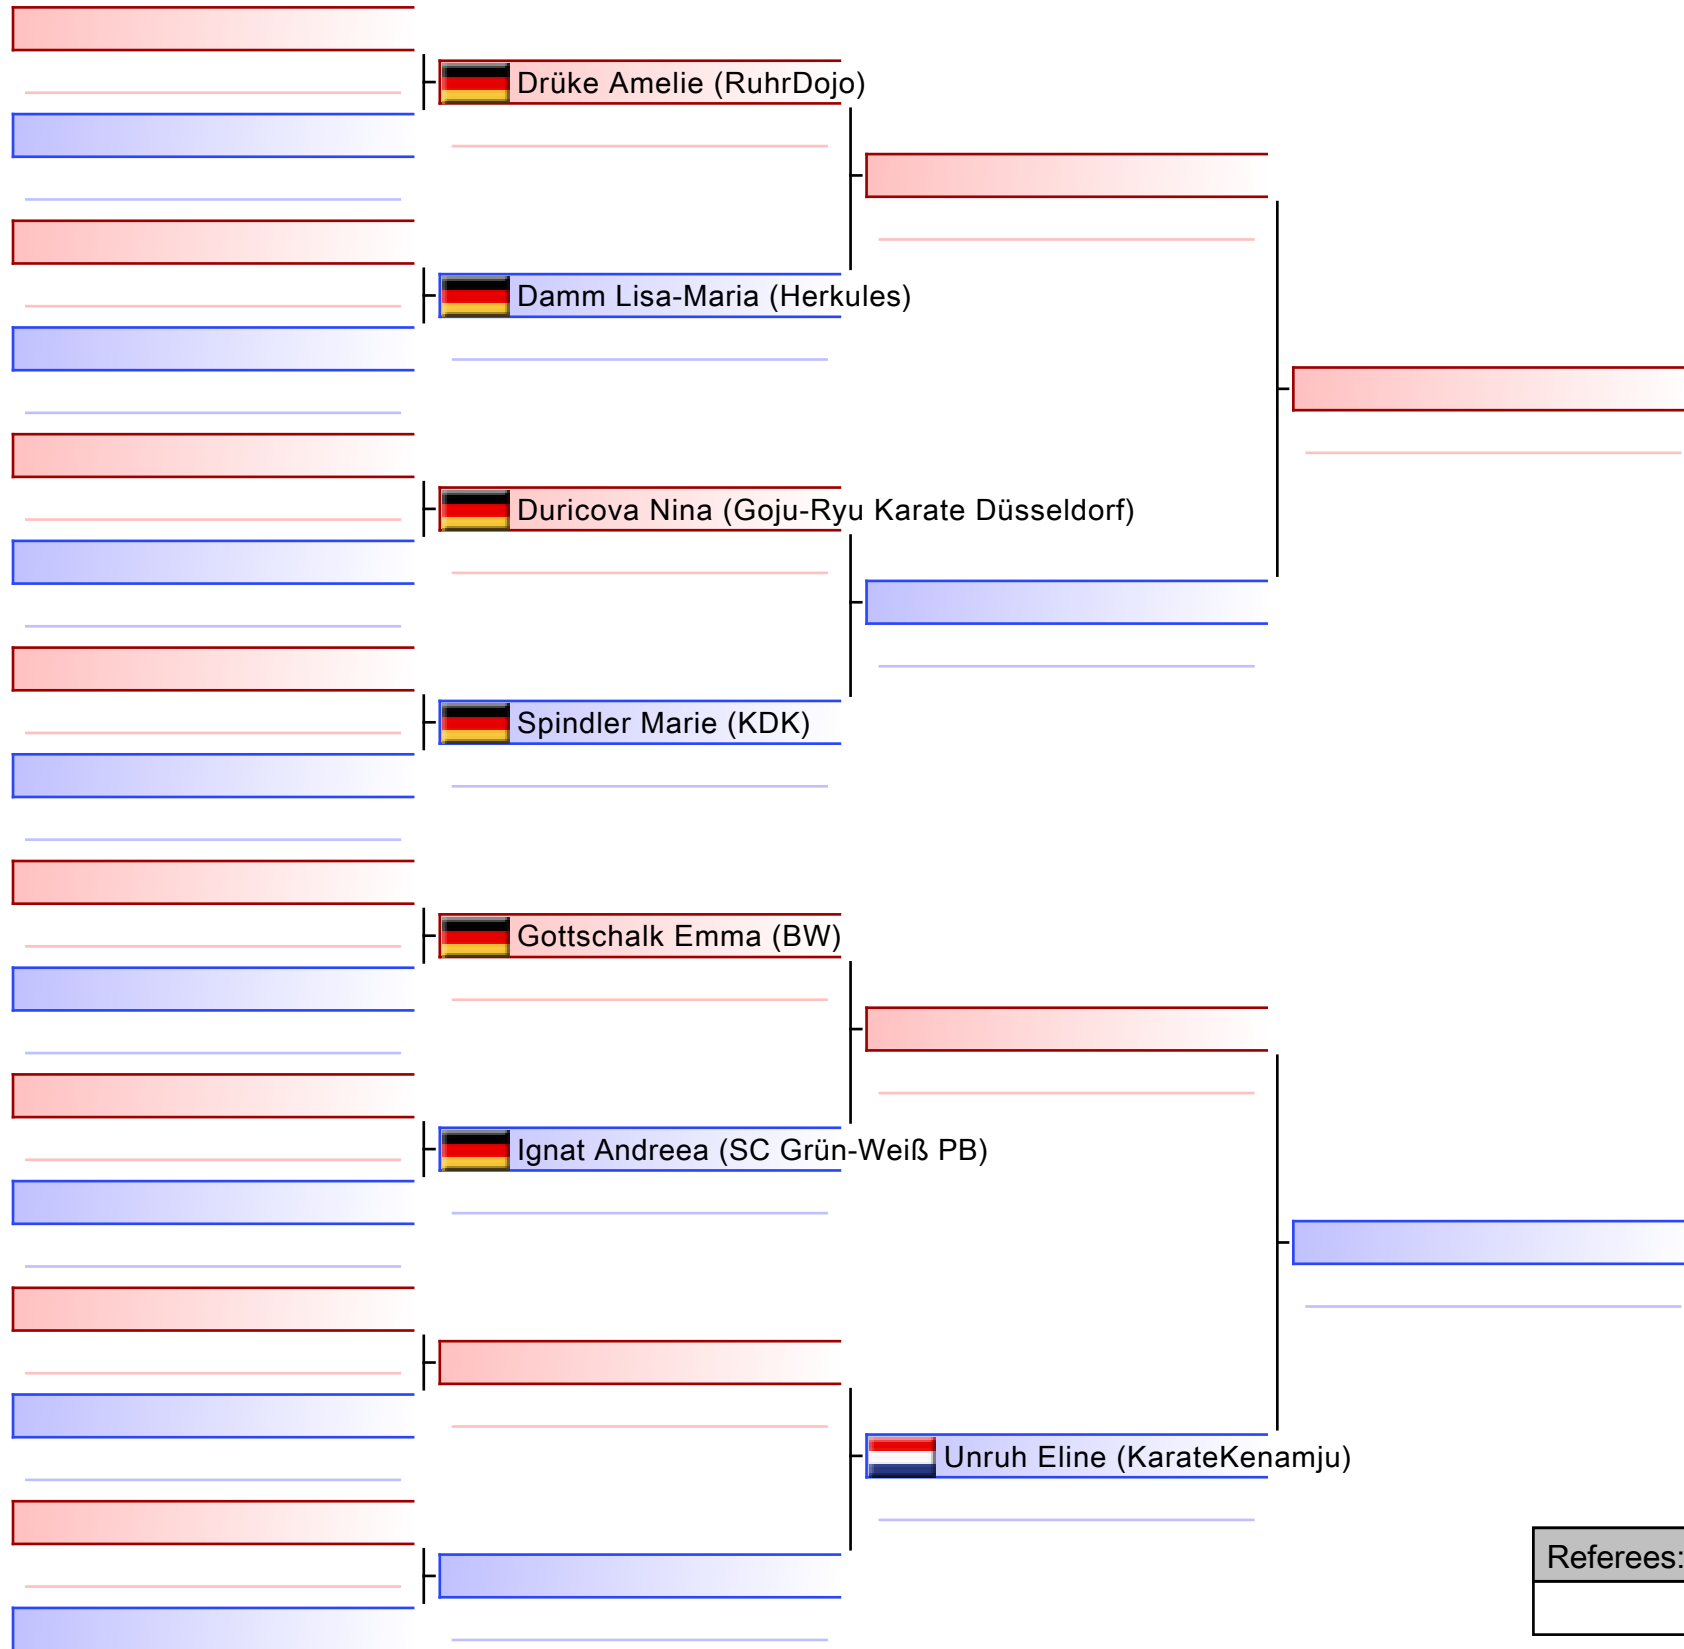 Drüke Amelie (RuhrDojo)
Damm Lisa-Maria (Herkules)
Duricova Nina (Goju-Ryu Karate Düsseldorf)
Spindler Marie (KDK)
Gottschalk Emma (BW)
Ignat Andreea (SC Grün-Weiß PB)
Unruh Eline (KarateKenamju)
Referees: